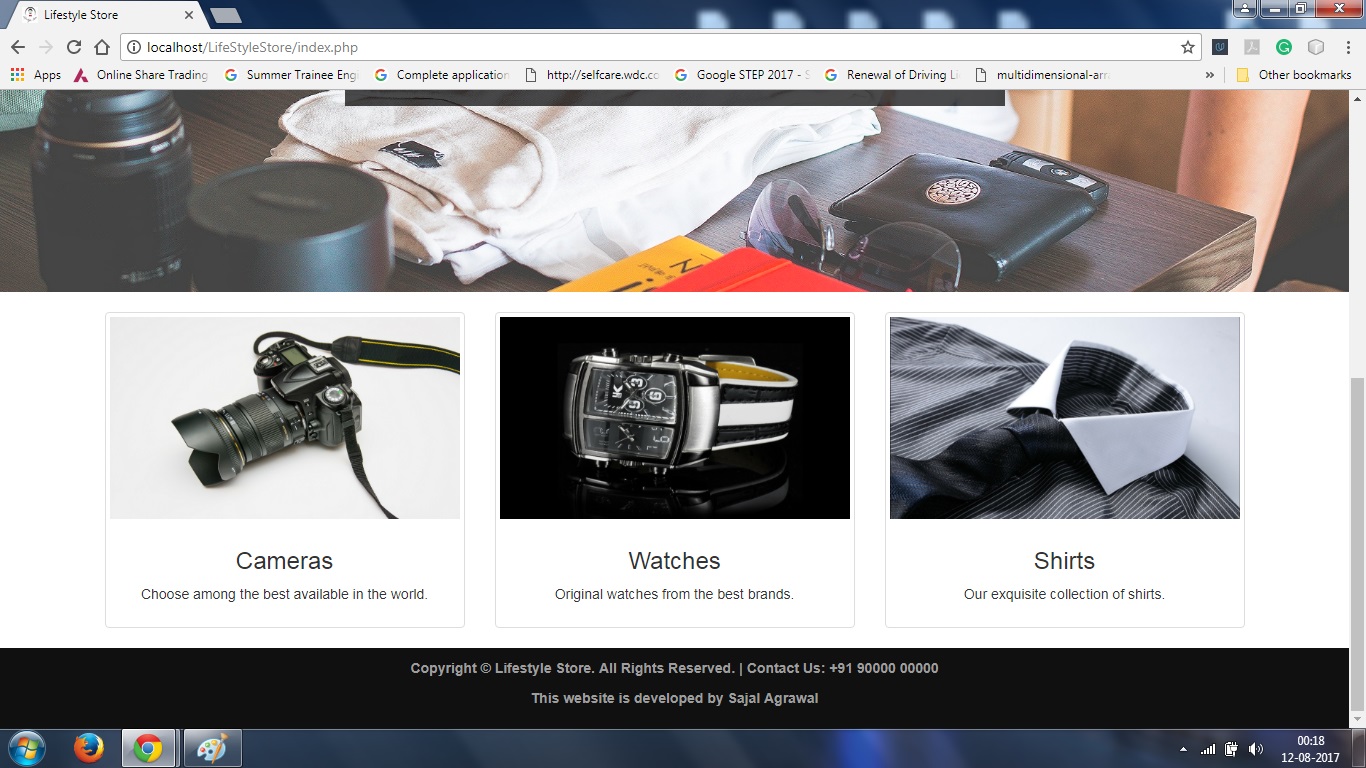 Lifestyle Store
localhost/LifeStyleStore/index.php
Apps
Online Share Trading
Summer Trainee Eng
Complete application
http://selfcare.wdc.co
Google STEP 2017 - S
Renewal of Driving Li
multidimensional-arra
»
Other bookmarks
Cameras
Choose among the best available in the world.
Watches
Original watches from the best brands.
Shirts
Our exquisite collection of shirts.
Copyright © Lifestyle Store. All Rights Reserved. | Contact Us: +91 90000 00000
This website is developed by Sajal Agrawal
00:18
12-08-2017